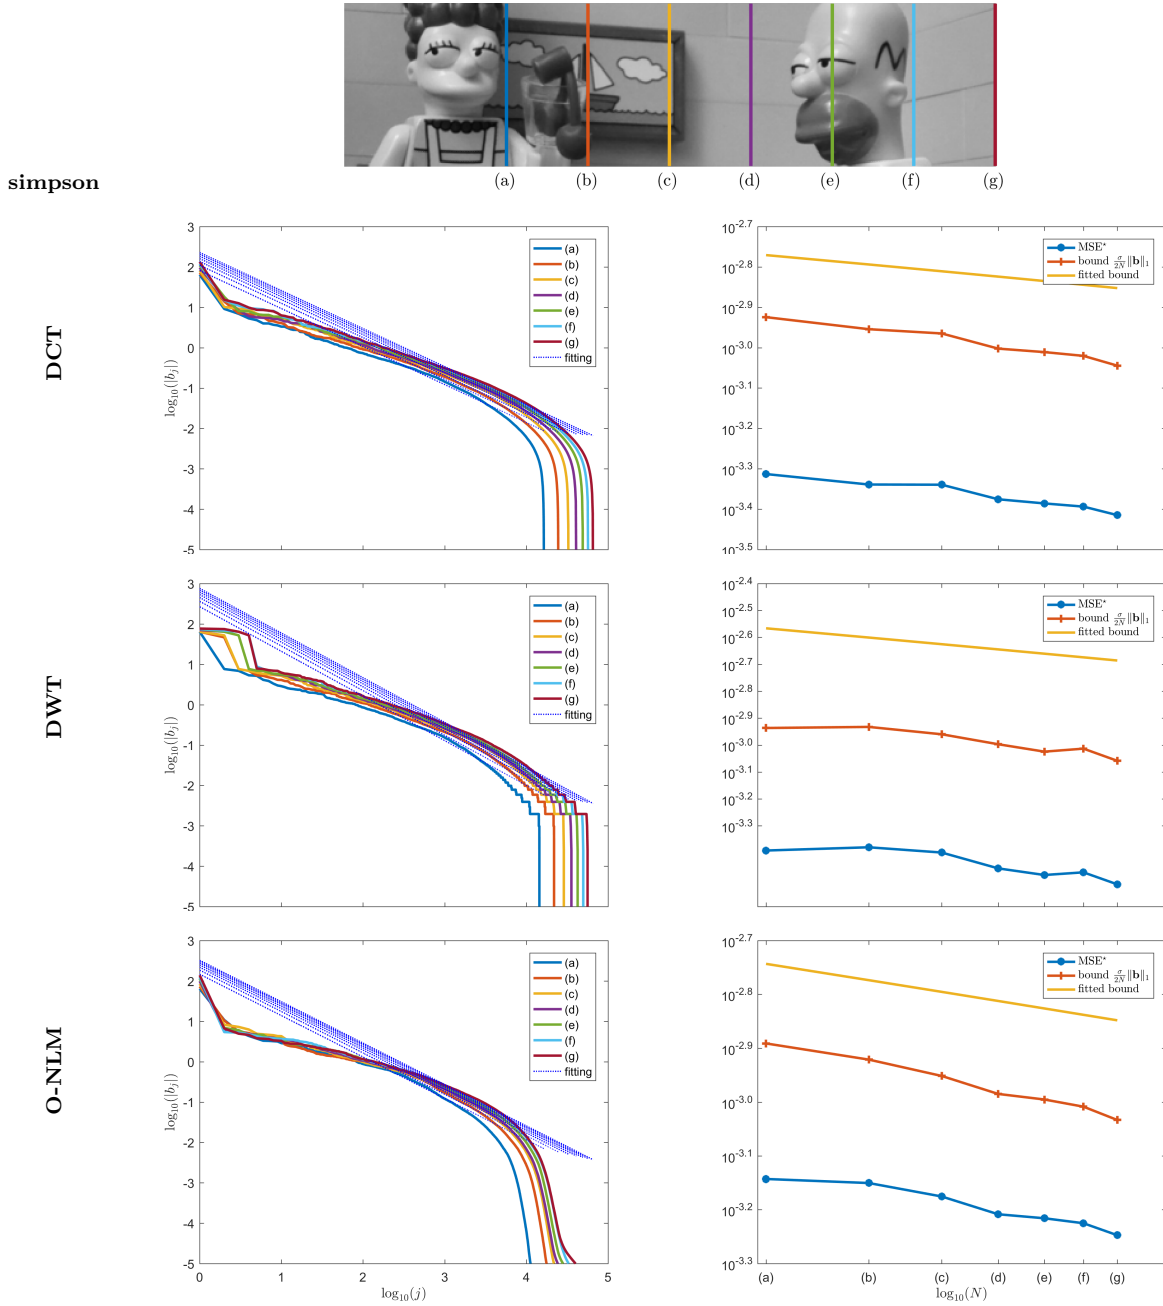 (a) (b) (c) (d) (e) (f) (g)
simpson
DCT
3
2
1
0
-1
-2
-3
-4
-5
log₁₀(|bⱼ|)
(a)
(b)
(c)
(d)
(e)
(f)
(g)
fitting
10^-2.7
10^-2.8
10^-2.9
10^-3.0
10^-3.1
10^-3.3
10^-3.4
10^-3.5
MSE*
bound σ/2N ‖b‖₁
fitted bound
DWT
3
2
1
0
-1
-2
-3
-4
-5
log₁₀(|bⱼ|)
(a)
(b)
(c)
(d)
(e)
(f)
(g)
fitting
10^-2.4
10^-2.5
10^-2.6
10^-2.7
10^-2.8
10^-2.9
10^-3.0
10^-3.1
10^-3.2
10^-3.3
MSE*
bound σ/2N ‖b‖₁
fitted bound
O-NLM
3
2
1
0
-1
-2
-3
-4
-5
0 1 2 3 4 5
log₁₀(j)
log₁₀(|bⱼ|)
(a)
(b)
(c)
(d)
(e)
(f)
(g)
fitting
10^-2.7
10^-2.8
10^-2.9
10^-3.0
10^-3.1
10^-3.2
10^-3.3
MSE*
bound σ/2N ‖b‖₁
fitted bound
(a) (b) (c) (d) (e) (f) (g)
log₁₀(N)